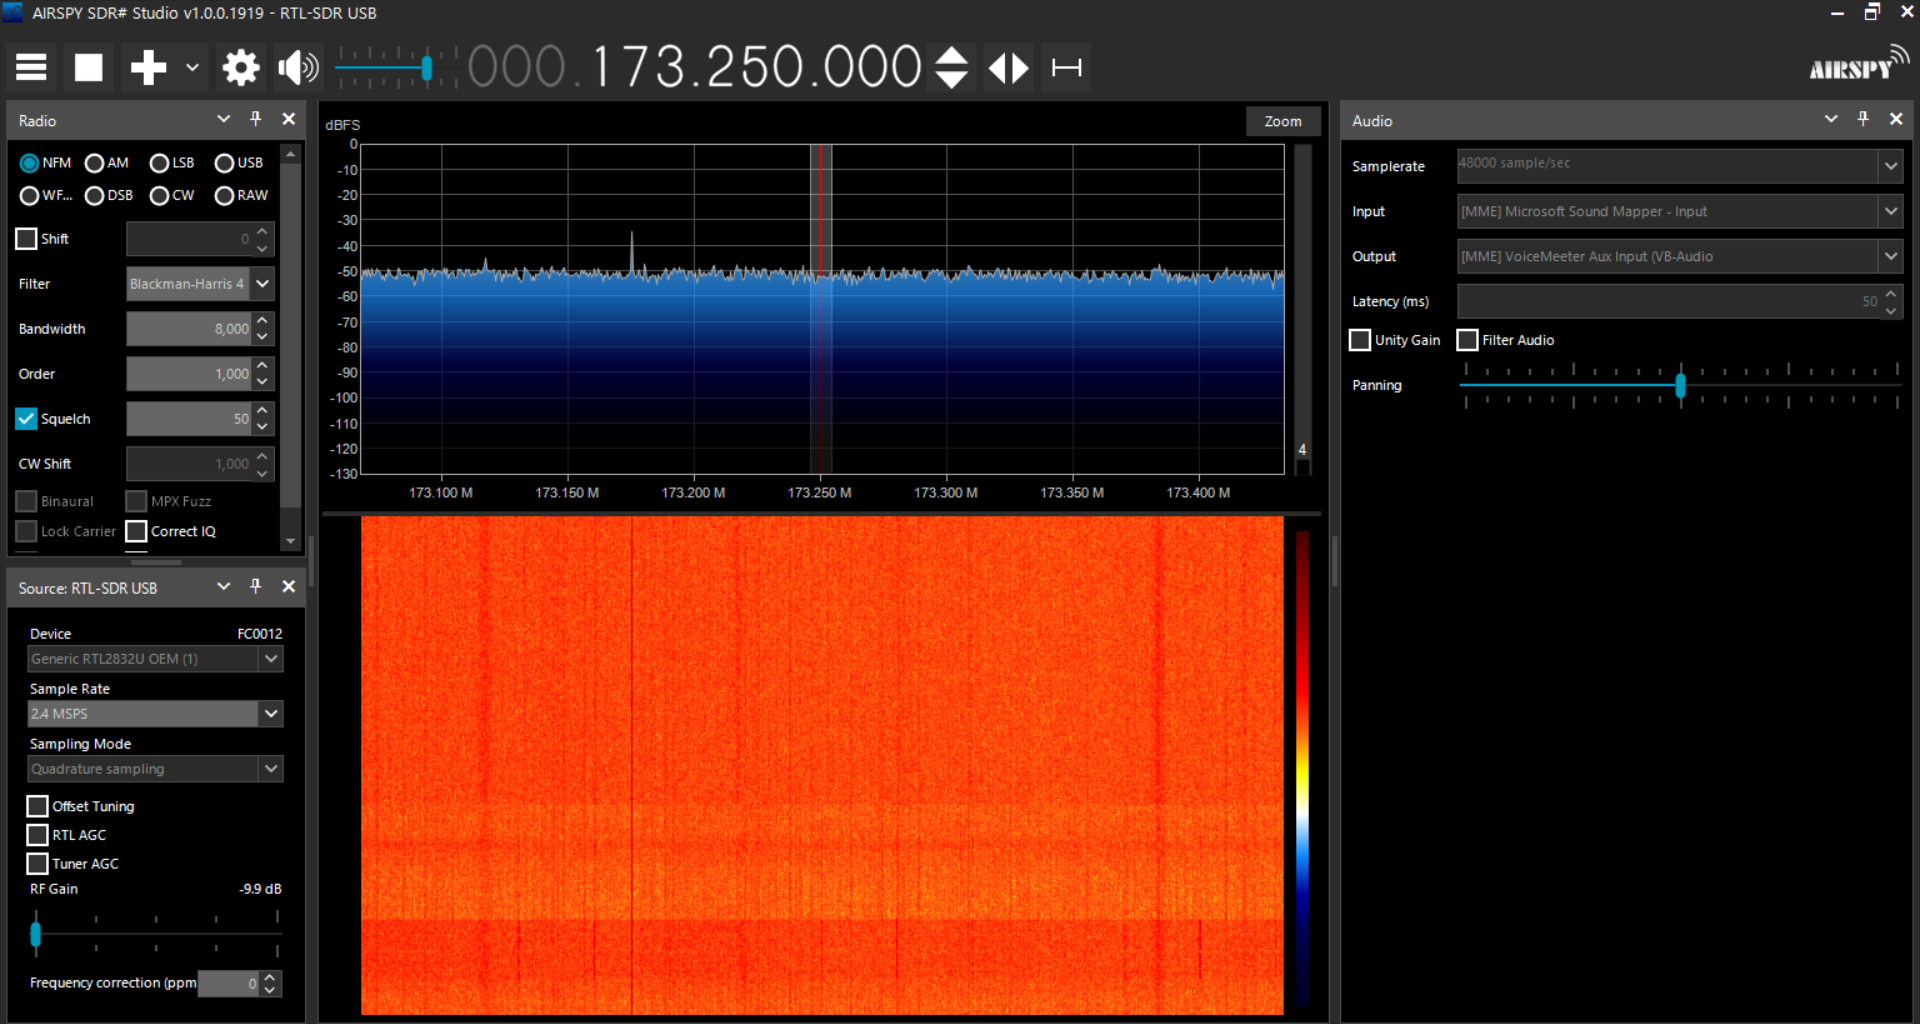 AIRSPY SDR# Studio v1.0.0.1919 - RTL-SDR USB
000.173.250.000
AIRSPY
Radio
NFM AM LSB USB
WF... DSB CW RAW
Shift 0
Filter Blackman-Harris 4
Bandwidth 8,000
Order 1,000
Squelch 50
CW Shift 1,000
Binaural MPX Fuzz
Lock Carrier Correct IQ
Source: RTL-SDR USB
Device FC0012
Generic RTL2832U OEM (1)
Sample Rate
2.4 MSPS
Sampling Mode
Quadrature sampling
Offset Tuning
RTL AGC
Tuner AGC
RF Gain -9.9 dB
Frequency correction (ppm 0
dBFS
Zoom
0
-10
-20
-30
-40
-50
-60
-70
-80
-90
-100
-110
-120
-130
4
173.100 M 173.150 M 173.200 M 173.250 M 173.300 M 173.350 M 173.400 M
Audio
Samplerate 48000 sample/sec
Input [MME] Microsoft Sound Mapper - Input
Output [MME] VoiceMeeter Aux Input (VB-Audio
Latency (ms) 50
Unity Gain Filter Audio
Panning